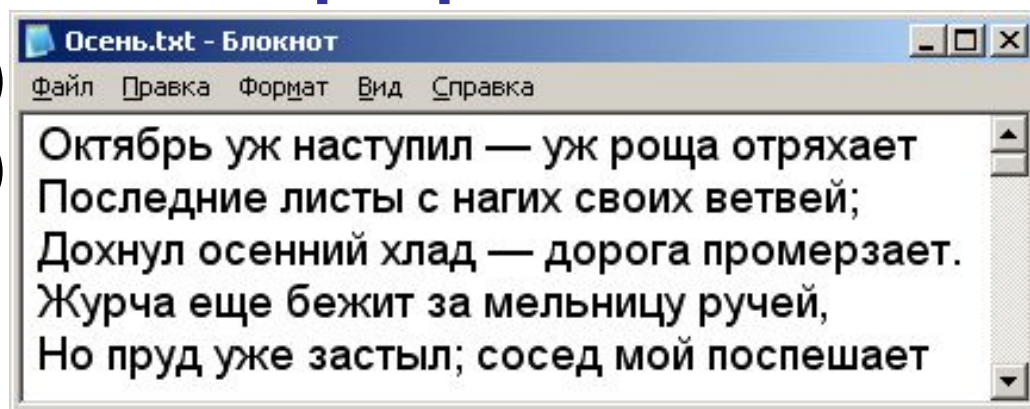 Осень.txt - Блокнот
Файл Правка Формат Вид Справка
Октябрь уж наступил — уж роща отряхает
Последние листы с нагих своих ветвей;
Дохнул осенний хлад — дорога промерзает.
Журча еще бежит за мельницу ручей,
Но пруд уже застыл; сосед мой поспешает